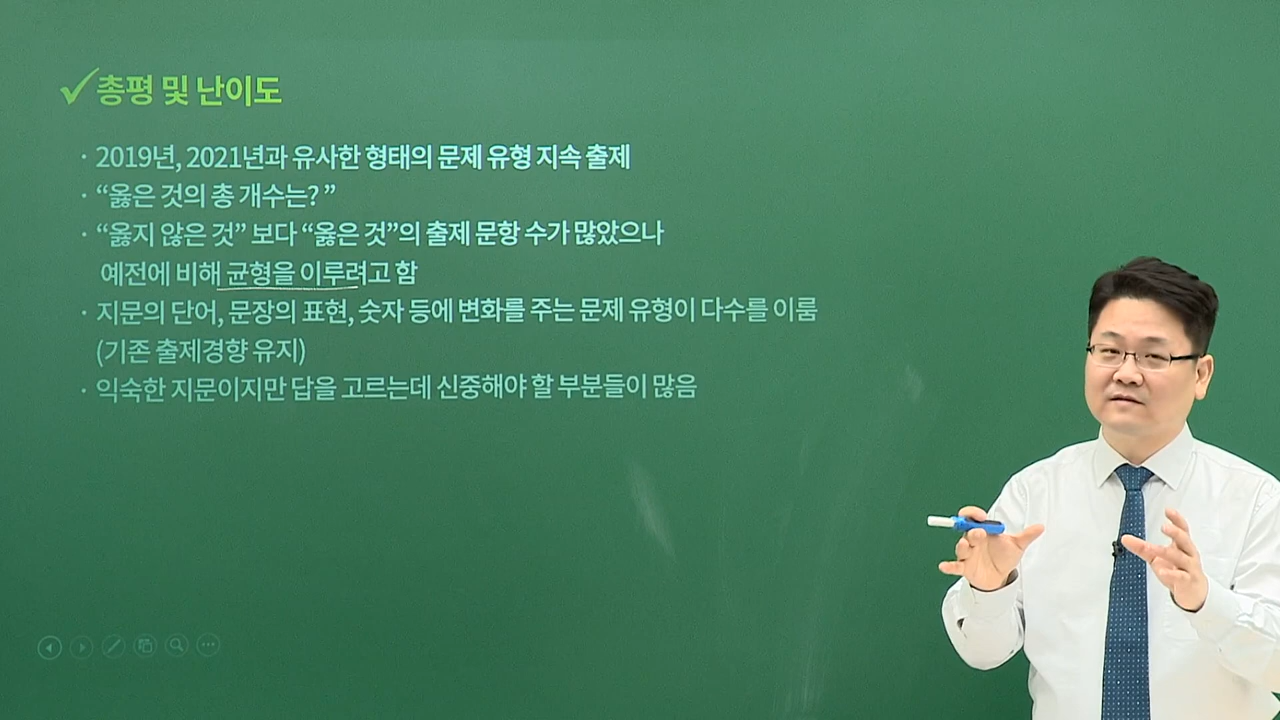 총평 및 난이도
· 2019년, 2021년과 유사한 형태의 문제 유형 지속 출제
· “옳은 것의 총 개수는? ”
· “옳지 않은 것” 보다 “옳은 것”의 출제 문항 수가 많았으나
예전에 비해 균형을 이루려고 함
· 지문의 단어, 문장의 표현, 숫자 등에 변화를 주는 문제 유형이 다수를 이룸
(기존 출제경향 유지)
· 익숙한 지문이지만 답을 고르는데 신중해야 할 부분들이 많음